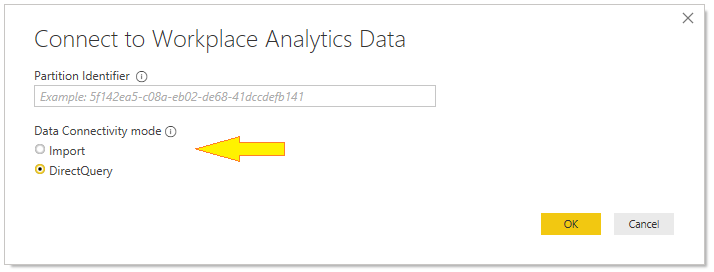 Connect to Workplace Analytics Data
Partition Identifier
Example: 5f142ea5-c08a-eb02-de68-41dccdefb141
Data Connectivity mode
Import
DirectQuery
OK Cancel